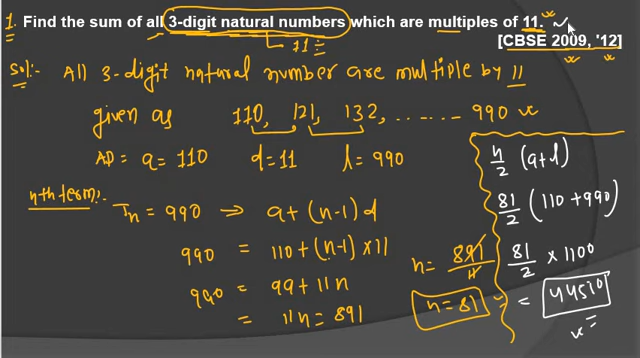 1. Find the sum of all 3-digit natural numbers which are multiples of 11.
[CBSE 2009, '12]
11 ÷
Sol:- All 3-digit natural number are multiple by 11
given as 110, 121, 132, ........ 990
AP = a = 110 d = 11 l = 990
nth term:-
Tn = 990 ⇒ a + (n-1) d
990 = 110 + (n-1) × 11
990 = 99 + 11n
= 11n = 891
n = 891/11
n = 81
n/2 (a+l)
81/2 (110 + 990)
81/2 × 1100
= 44550